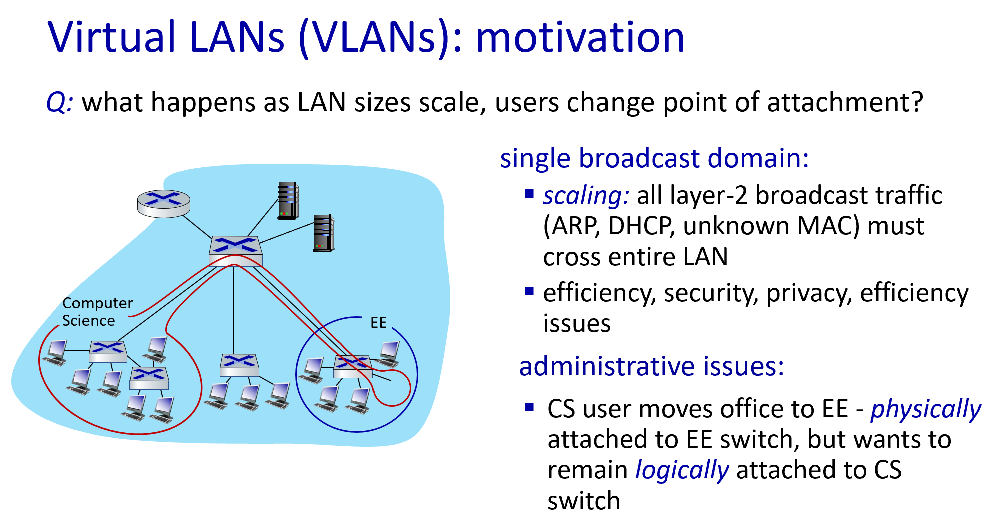 Virtual LANs (VLANs): motivation
Q: what happens as LAN sizes scale, users change point of attachment?
single broadcast domain:
▪ scaling: all layer-2 broadcast traffic
(ARP, DHCP, unknown MAC) must
cross entire LAN
▪ efficiency, security, privacy, efficiency
issues
administrative issues:
▪ CS user moves office to EE - physically
attached to EE switch, but wants to
remain logically attached to CS
switch
Computer
Science
EE